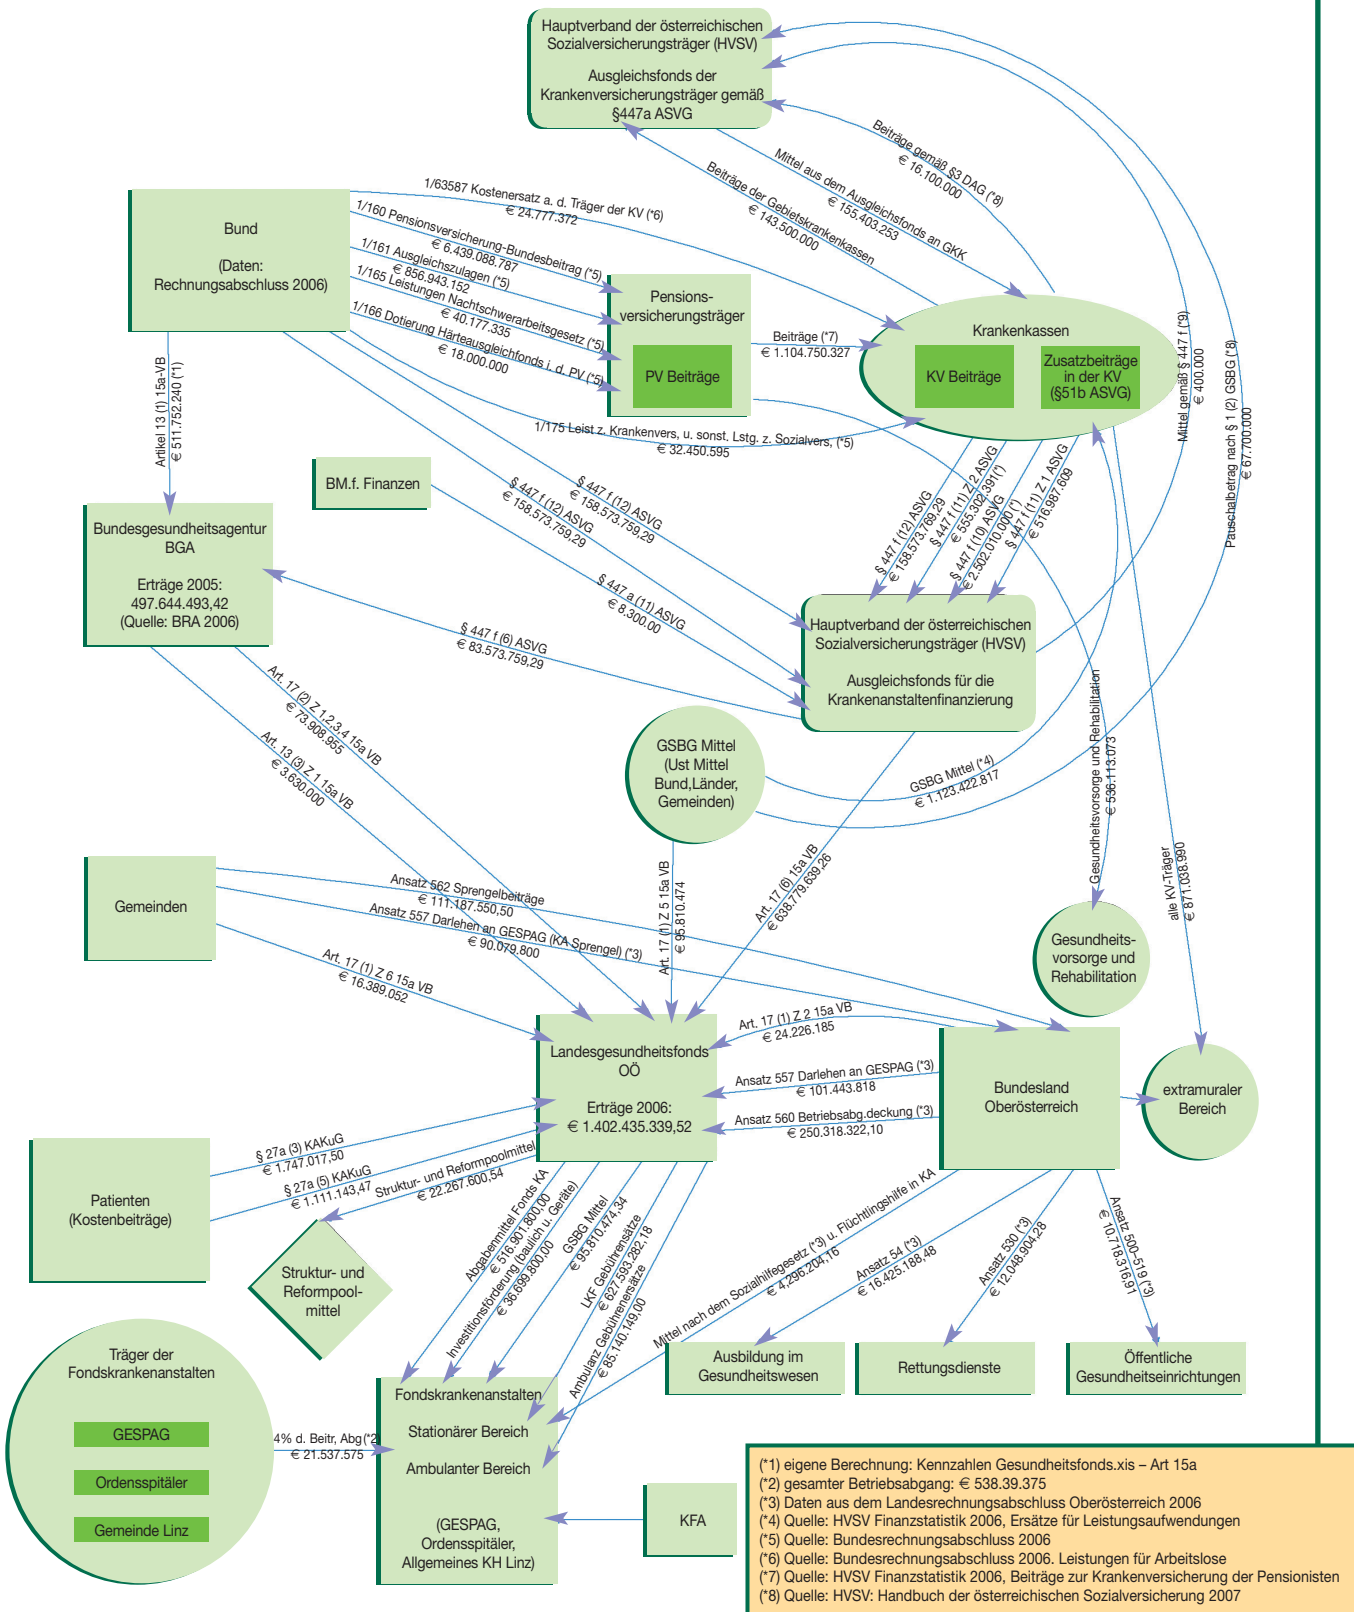 Hauptverband der österreichischen
Sozialversicherungsträger (HVSV)
Ausgleichsfonds der
Krankenversicherungsträger gemäß
§447a ASVG
Beiträge gemäß §3 DAG (*8)
€ 16.100.000
Mittel aus dem Ausgleichsfonds an GKK
€ 155.403.253
Beiträge der Gebietskrankenkassen
€ 143.500.000
Bund
(Daten:
Rechnungsabschluss 2006)
1/63587 Kostenersatz a. d. Träger der KV (*6)
€ 24.777.372
1/160 Pensionsversicherung-Bundesbeitrag (*5)
€ 6.439.088.787
1/161 Ausgleichszulagen (*5)
€ 856.943.152
1/165 Leistungen Nachtschwerarbeitsgesetz (*5)
€ 40.177.335
1/166 Dotierung Härteausgleichfonds i. d. PV (*5)
€ 18.000.000
Pensions-
versicherungsträger
PV Beiträge
Beiträge (*7)
€ 1.104.750.327
Krankenkassen
KV Beiträge
Zusatzbeiträge
in der KV
(§51b ASVG)
Mittel gemäß § 447 f (*9)
€ 400.000
Pauschalbetrag nach § 1 (2) GSBG (*8)
€ 67.700.000
Artikel 13 (1) 15a-VB
€ 511.752.240 (*1)
1/175 Leist z. Krankenvers, u. sonst. Lstg. z. Sozialvers, (*5)
€ 32.450.595
BM.f. Finanzen
§ 447 f (12) ASVG
€ 158.573.759,29
§ 447 f (12) ASVG
€ 158.573.759,29
§ 447 f (12) ASVG
€ 158.573.769.29
§ 447 f (11) Z 2 ASVG
€ 555.302.391(*)
§ 447 f (10) ASVG
€ 2.502.010.000 (*)
§ 447 f (11) Z 1 ASVG
€ 516.987.609
Bundesgesundheitsagentur
BGA
Erträge 2005:
497.644.493,42
(Quelle: BRA 2006)
§ 447 a (11) ASVG
€ 8.300.00
§ 447 f (6) ASVG
€ 83.573.759,29
Hauptverband der österreichischen
Sozialversicherungsträger (HVSV)
Ausgleichsfonds für die
Krankenanstaltenfinanzierung
Art. 17 (2) Z 1,2,3,4 15a VB
€ 73.908.955
Art. 13 (3) Z 1 15a VB
€ 3.630.000
GSBG Mittel
(Ust Mittel
Bund,Länder,
Gemeinden)
GSBG Mittel (*4)
€ 1.123.422.817
Gesundheitsvorsorge und Rehabilitation
€ 536.113.073
alle KV-Träger
€ 871.038.990
Gemeinden
Ansatz 562 Sprengelbeiträge
€ 111.187.550,50
Ansatz 557 Darlehen an GESPAG (KA Sprengel) (*3)
€ 90.079.800
Art. 17 (1) Z 6 15a VB
€ 16.389.052
Art. 17 (1) Z 5 15a VB
€ 95.810.474
Art. 17 (6) 15a VB
€ 638.779.639,26
Gesundheits-
vorsorge und
Rehabilitation
Landesgesundheitsfonds
OÖ
Erträge 2006:
€ 1.402.435.339,52
Art. 17 (1) Z 2 15a VB
€ 24.226.185
Ansatz 557 Darlehen an GESPAG (*3)
€ 101.443.818
Ansatz 560 Betriebsabg.deckung (*3)
€ 250.318.322,10
Bundesland
Oberösterreich
extramuraler
Bereich
Patienten
(Kostenbeiträge)
§ 27a (3) KAKuG
€ 1.747.017,50
§ 27a (5) KAKuG
€ 1.111.143,47
Struktur- und Reformpoolmittel
€ 22.267.600,54
Struktur- und
Reformpool-
mittel
Abgabenmittel Fonds KA
€ 516.901.800,00
Investitionsförderung (baulich u. Geräte)
€ 36.699.800,00
GSBG Mittel
€ 95.810.474,34
LKF Gebührensätze
€ 627.593.282,18
Ambulanz Gebührenersätze
€ 85.140.149,00
Mittel nach dem Sozialhilfegesetz (*3) u. Flüchtlingshilfe in KA
€ 4,296.204,16
Ansatz 54 (*3)
€ 16.425.188,48
Ansatz 530 (*3)
€ 12.048.904,28
Ansatz 500–519 (*3)
€ 10.718.316,91
Träger der
Fondskrankenanstalten
GESPAG
Ordensspitäler
Gemeinde Linz
4% d. Beitr, Abg(*2
€ 21.537.575
Fondskrankenanstalten
Stationärer Bereich
Ambulanter Bereich
(GESPAG,
Ordensspitäler,
Allgemeines KH Linz)
Ausbildung im
Gesundheitswesen
Rettungsdienste
Öffentliche
Gesundheitseinrichtungen
KFA
(*1) eigene Berechnung: Kennzahlen Gesundheitsfonds.xis – Art 15a
(*2) gesamter Betriebsabgang: € 538.39.375
(*3) Daten aus dem Landesrechnungsabschluss Oberösterreich 2006
(*4) Quelle: HVSV Finanzstatistik 2006, Ersätze für Leistungsaufwendungen
(*5) Quelle: Bundesrechnungsabschluss 2006
(*6) Quelle: Bundesrechnungsabschluss 2006. Leistungen für Arbeitslose
(*7) Quelle: HVSV Finanzstatistik 2006, Beiträge zur Krankenversicherung der Pensionisten
(*8) Quelle: HVSV: Handbuch der österreichischen Sozialversicherung 2007